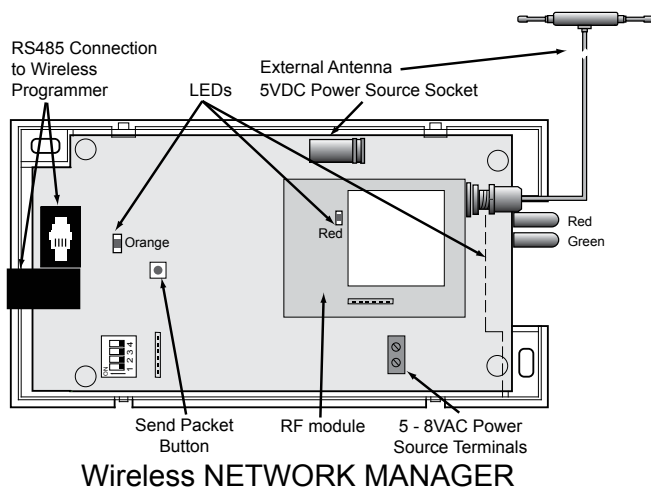 RS485 Connection
to Wireless
Programmer
LEDs
External Antenna
5VDC Power Source Socket
Red
Green
Orange
Red
ON
1 2 3 4
Send Packet
Button
RF module
5 - 8VAC Power
Source Terminals
Wireless NETWORK MANAGER